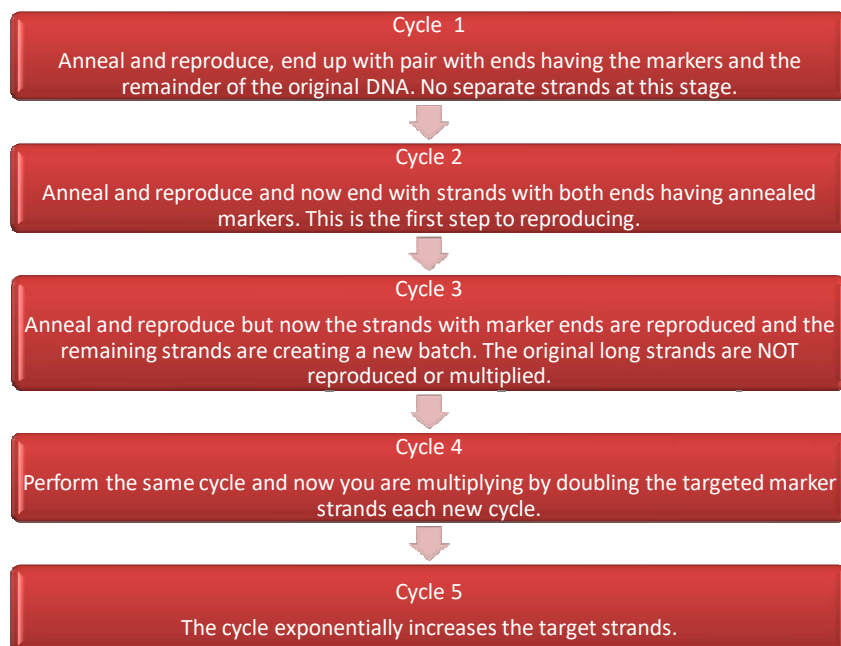 Cycle 1
Anneal and reproduce, end up with pair with ends having the markers and the
remainder of the original DNA. No separate strands at this stage.
Cycle 2
Anneal and reproduce and now end with strands with both ends having annealed
markers. This is the first step to reproducing.
Cycle 3
Anneal and reproduce but now the strands with marker ends are reproduced and the
remaining strands are creating a new batch. The original long strands are NOT
reproduced or multiplied.
Cycle 4
Perform the same cycle and now you are multiplying by doubling the targeted marker
strands each new cycle.
Cycle 5
The cycle exponentially increases the target strands.